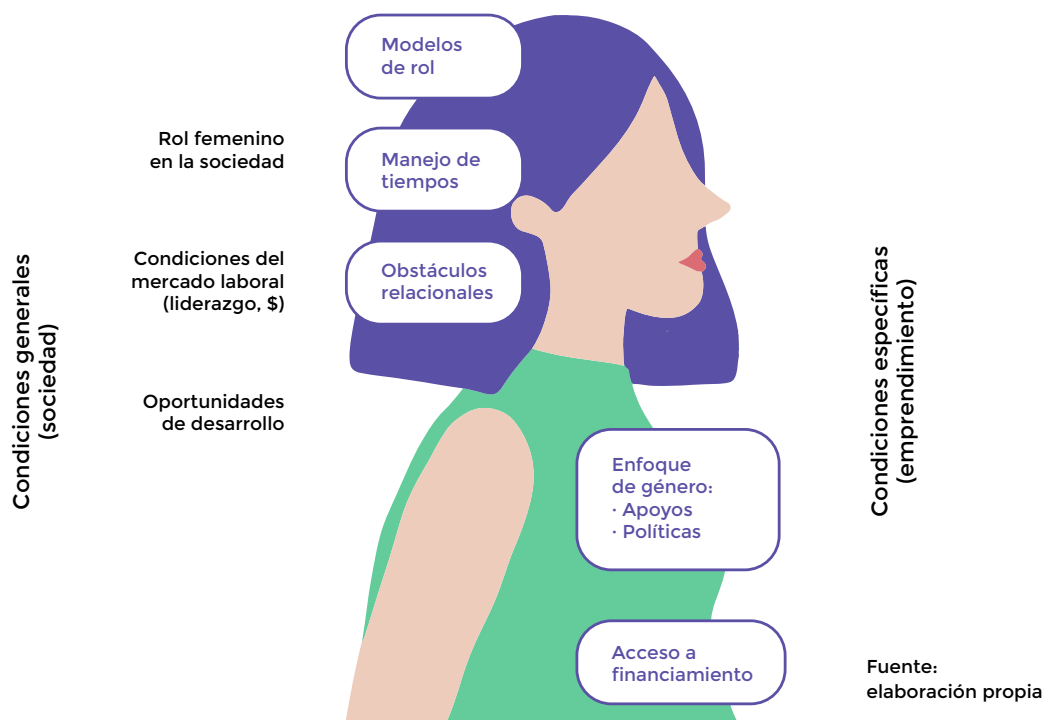 Condiciones generales
(sociedad)
Rol femenino
en la sociedad
Condiciones del
mercado laboral
(liderazgo, $)
Oportunidades
de desarrollo
Modelos
de rol
Manejo de
tiempos
Obstáculos
relacionales
Enfoque
de género:
· Apoyos
· Políticas
Acceso a
financiamiento
Condiciones específicas
(emprendimiento)
Fuente:
elaboración propia